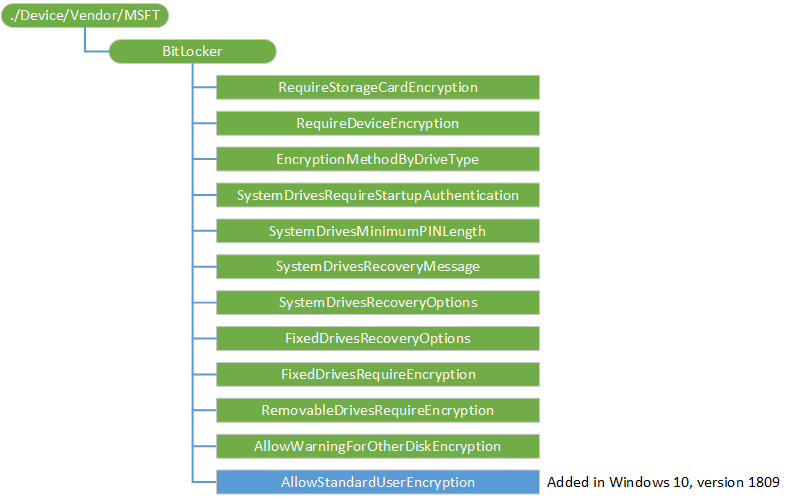 ./Device/Vendor/MSFT
BitLocker
RequireStorageCardEncryption
RequireDeviceEncryption
EncryptionMethodByDriveType
SystemDrivesRequireStartupAuthentication
SystemDrivesMinimumPINLength
SystemDrivesRecoveryMessage
SystemDrivesRecoveryOptions
FixedDrivesRecoveryOptions
FixedDrivesRequireEncryption
RemovableDrivesRequireEncryption
AllowWarningForOtherDiskEncryption
AllowStandardUserEncryption Added in Windows 10, version 1809